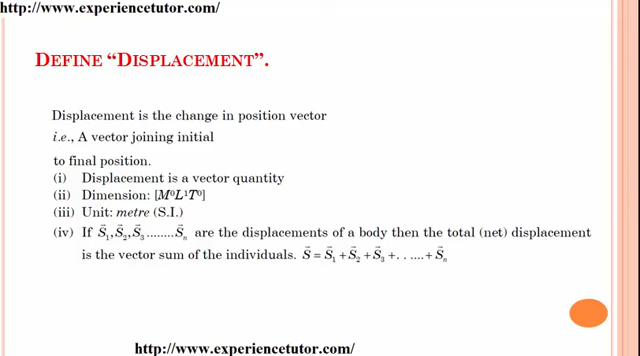 http://www.experiencetutor.com/
DEFINE “DISPLACEMENT”.
Displacement is the change in position vector
i.e., A vector joining initial
to final position.
(i) Displacement is a vector quantity
(ii) Dimension: [M⁰L¹T⁰]
(iii) Unit: metre (S.I.)
(iv) If S⃗₁, S⃗₂, S⃗₃ ........ S⃗ₙ are the displacements of a body then the total (net) displacement
is the vector sum of the individuals. S⃗ = S⃗₁ + S⃗₂ + S⃗₃ + . . .... + S⃗ₙ
http://www.experiencetutor.com/